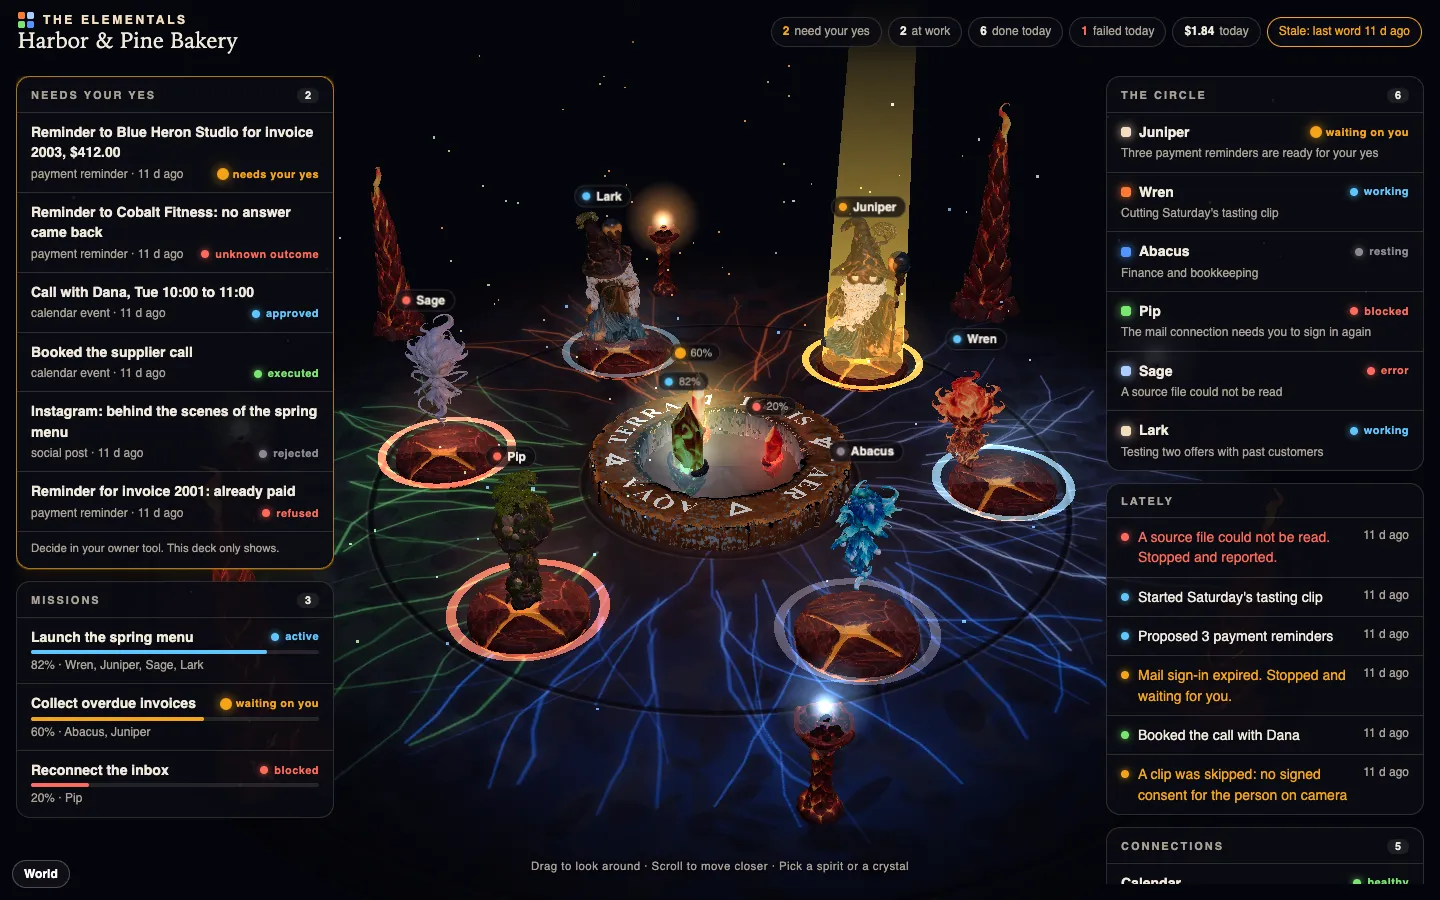 THE ELEMENTALS
Harbor & Pine Bakery
2 need your yes
2 at work
6 done today
1 failed today
$1.84 today
Stale: last word 11 d ago
NEEDS YOUR YES 2
Reminder to Blue Heron Studio for invoice
2003, $412.00
payment reminder · 11 d ago needs your yes
Reminder to Cobalt Fitness: no answer
came back
payment reminder · 11 d ago unknown outcome
Call with Dana, Tue 10:00 to 11:00
calendar event · 11 d ago approved
Booked the supplier call
calendar event · 11 d ago executed
Instagram: behind the scenes of the spring
menu
social post · 11 d ago rejected
Reminder for invoice 2001: already paid
payment reminder · 11 d ago refused
Decide in your owner tool. This deck only shows.
MISSIONS 3
Launch the spring menu active
82% · Wren, Juniper, Sage, Lark
Collect overdue invoices waiting on you
60% · Abacus, Juniper
Reconnect the inbox blocked
20% · Pip
World
Lark
Juniper
Sage
Wren
60%
82%
20%
Pip
Abacus
TERRA
AER
AQVA
Drag to look around · Scroll to move closer · Pick a spirit or a crystal
THE CIRCLE 6
Juniper waiting on you
Three payment reminders are ready for your yes
Wren working
Cutting Saturday's tasting clip
Abacus resting
Finance and bookkeeping
Pip blocked
The mail connection needs you to sign in again
Sage error
A source file could not be read
Lark working
Testing two offers with past customers
LATELY
A source file could not be read. 11 d ago
Stopped and reported.
Started Saturday's tasting clip 11 d ago
Proposed 3 payment reminders 11 d ago
Mail sign-in expired. Stopped and 11 d ago
waiting for you.
Booked the call with Dana 11 d ago
A clip was skipped: no signed 11 d ago
consent for the person on camera
CONNECTIONS 5
Calendar healthy